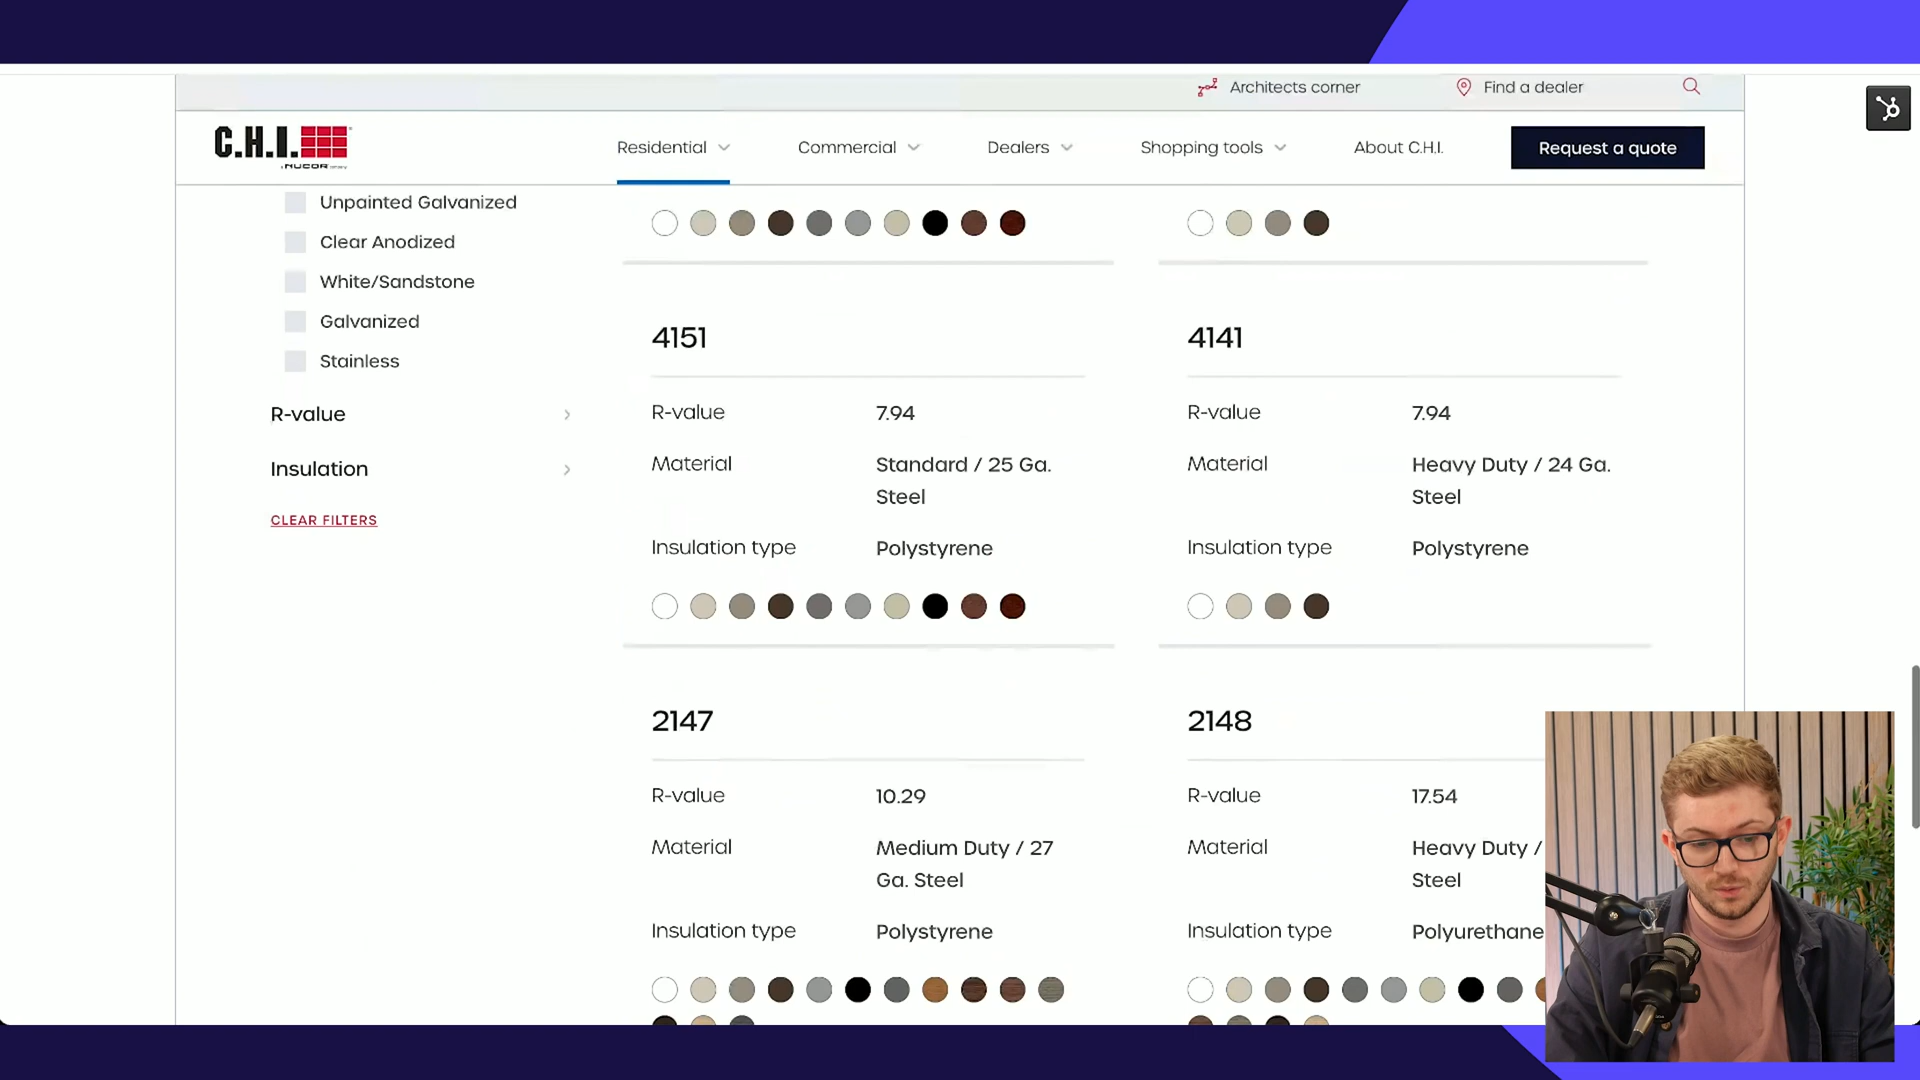 Architects corner
Find a dealer
C.H.I.
A NUCOR COMPANY
Residential
Commercial
Dealers
Shopping tools
About C.H.I.
Request a quote
Unpainted Galvanized
Clear Anodized
White/Sandstone
Galvanized
Stainless
R-value
Insulation
CLEAR FILTERS
4151
R-value
7.94
Material
Standard / 25 Ga.
Steel
Insulation type
Polystyrene
4141
R-value
7.94
Material
Heavy Duty / 24 Ga.
Steel
Insulation type
Polystyrene
2147
R-value
10.29
Material
Medium Duty / 27
Ga. Steel
Insulation type
Polystyrene
2148
R-value
17.54
Material
Heavy Duty /
Steel
Insulation type
Polyurethane